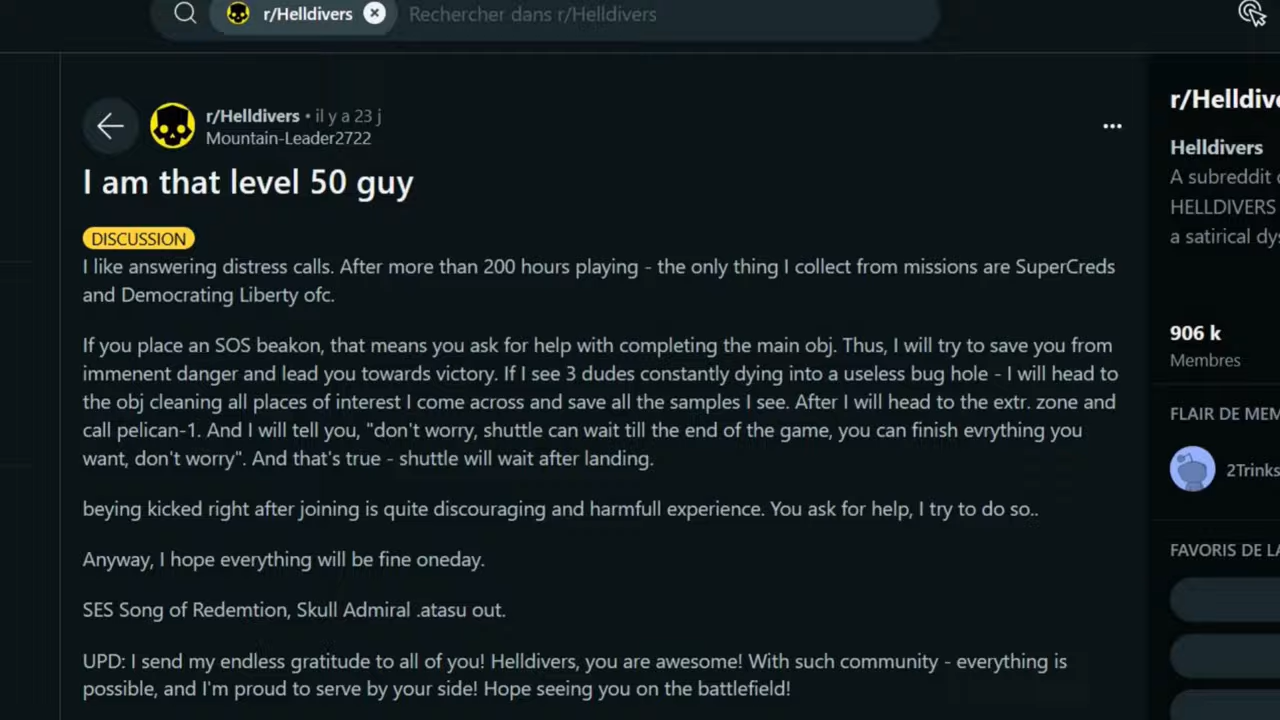 r/Helldivers
Rechercher dans r/Helldivers
r/Helldivers • il y a 23 j
Mountain-Leader2722
I am that level 50 guy
DISCUSSION
I like answering distress calls. After more than 200 hours playing - the only thing I collect from missions are SuperCreds
and Democrating Liberty ofc.
If you place an SOS beakon, that means you ask for help with completing the main obj. Thus, I will try to save you from
immenent danger and lead you towards victory. If I see 3 dudes constantly dying into a useless bug hole - I will head to
the obj cleaning all places of interest I come across and save all the samples I see. After I will head to the extr. zone and
call pelican-1. And I will tell you, "don't worry, shuttle can wait till the end of the game, you can finish evrything you
want, don't worry". And that's true - shuttle will wait after landing.
beying kicked right after joining is quite discouraging and harmfull experience. You ask for help, I try to do so..
Anyway, I hope everything will be fine oneday.
SES Song of Redemtion, Skull Admiral .atasu out.
UPD: I send my endless gratitude to all of you! Helldivers, you are awesome! With such community - everything is
possible, and I'm proud to serve by your side! Hope seeing you on the battlefield!
r/Helldive
Helldivers
A subreddit
HELLDIVERS
a satirical dys
906 k
Membres
FLAIR DE MEM
2Trinks
FAVORIS DE LA